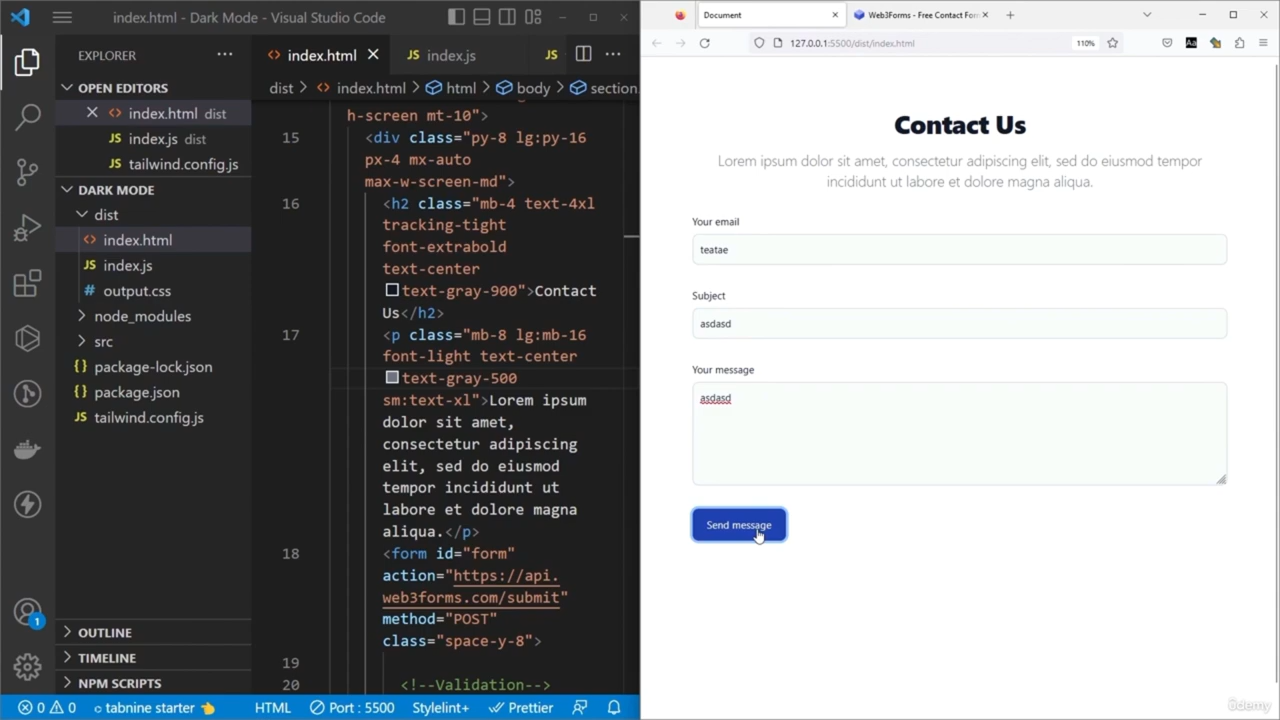 index.html - Dark Mode - Visual Studio Code
EXPLORER
OPEN EDITORS
index.html dist
JS index.js dist
JS tailwind.config.js
DARK MODE
dist
index.html
JS index.js
# output.css
node_modules
src
{} package-lock.json
{} package.json
JS tailwind.config.js
OUTLINE
TIMELINE
NPM SCRIPTS
1
index.html
JS index.js
JS
dist > index.html > html > body > section.
h-screen mt-10">
15 <div class="py-8 lg:py-16
px-4 mx-auto
max-w-screen-md">
16 <h2 class="mb-4 text-4xl
tracking-tight
font-extrabold
text-center
text-gray-900">Contact
Us</h2>
17 <p class="mb-8 lg:mb-16
font-light text-center
text-gray-500
sm:text-xl">Lorem ipsum
dolor sit amet,
consectetur adipiscing
elit, sed do eiusmod
tempor incididunt ut
labore et dolore magna
aliqua.</p>
18 <form id="form"
action="https://api.
web3forms.com/submit"
method="POST"
class="space-y-8">
19
20 <!--Validation-->
0 0 tabnine starter HTML Port : 5500 Stylelint+ Prettier
Document
Web3Forms - Free Contact Form
127.0.0.1:5500/dist/index.html
110%
Contact Us
Lorem ipsum dolor sit amet, consectetur adipiscing elit, sed do eiusmod tempor
incididunt ut labore et dolore magna aliqua.
Your email
teatae
Subject
asdasd
Your message
asdasd
Send message
ûdemy